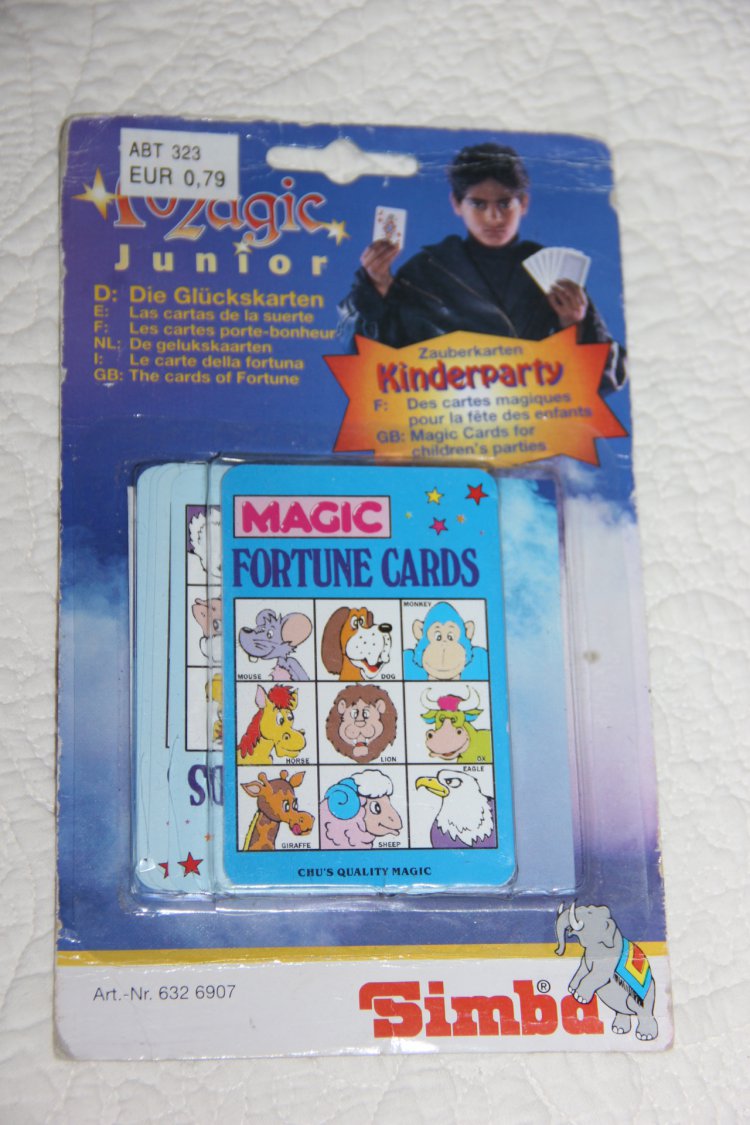 ABT 323
EUR 0,79
Magic
Junior
D: Die Glückskarten
E: Las cartas de la suerte
F: Les cartes porte-bonheur
NL: De gelukskaarten
I: Le carte della fortuna
GB: The cards of Fortune
Zauberkarten
Kinderparty
F: Des cartes magiques
pour la fête des enfants
GB: Magic Cards for
children's parties
MAGIC
FORTUNE CARDS
MOUSE
DOG
MONKEY
HORSE
LION
OX
GIRAFFE
SHEEP
EAGLE
CHU'S QUALITY MAGIC
Art.-Nr. 632 6907
Simba®